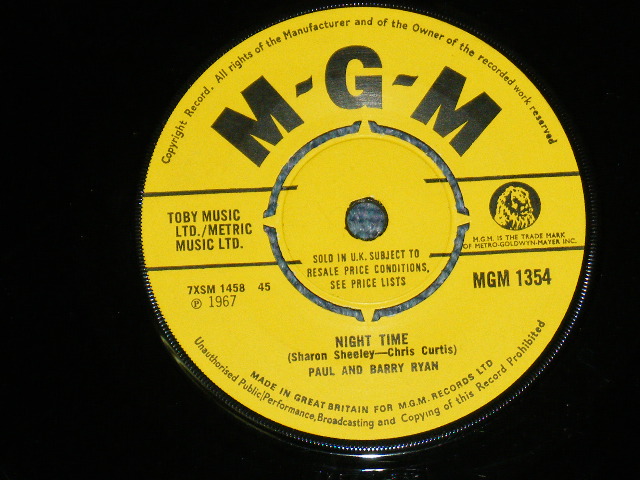 Copyright Record. All rights of the Manufacturer and of the Owner of the recorded work reserved
M-G-M
TOBY MUSIC
LTD./METRIC
MUSIC LTD.
M.G.M. IS THE TRADE MARK
OF METRO-GOLDWYN-MAYER INC.
SOLD IN U.K. SUBJECT TO
RESALE PRICE CONDITIONS,
SEE PRICE LISTS
7XSM 1458 45
℗ 1967
MGM 1354
NIGHT TIME
(Sharon Sheeley—Chris Curtis)
PAUL AND BARRY RYAN
MADE IN GREAT BRITAIN FOR M.G.M. RECORDS LTD
Unauthorised Public Performance, Broadcasting and Copying of this Record Prohibited